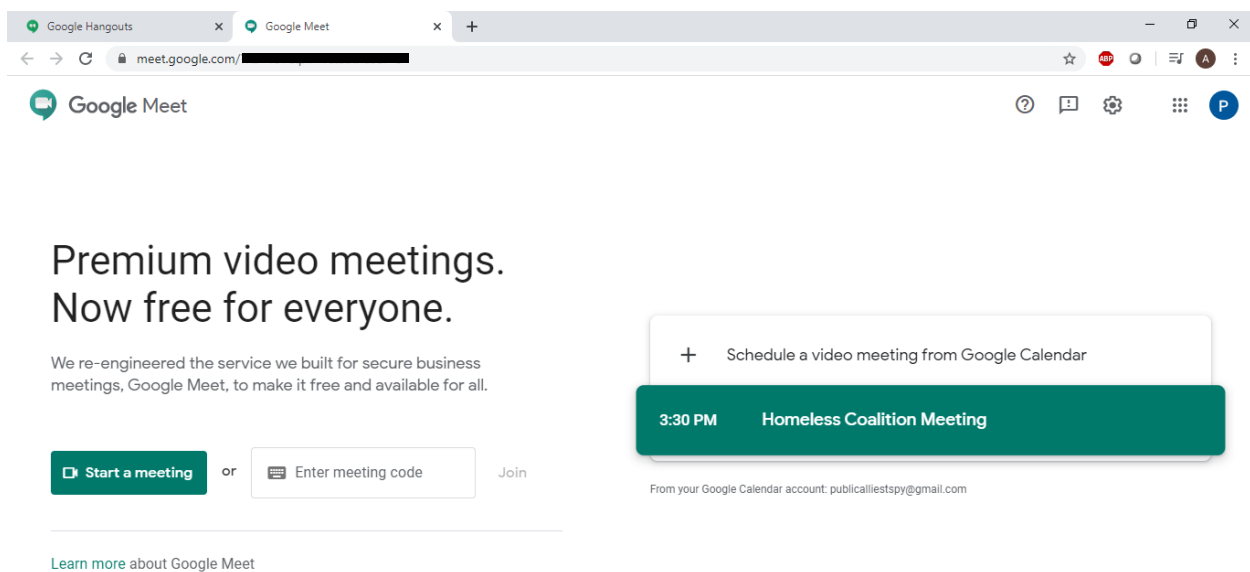 Google Hangouts
Google Meet
meet.google.com/
ABP
A
Google Meet
P
Premium video meetings.
Now free for everyone.
We re-engineered the service we built for secure business
meetings, Google Meet, to make it free and available for all.
Start a meeting or Enter meeting code Join
Learn more about Google Meet
Schedule a video meeting from Google Calendar
3:30 PM Homeless Coalition Meeting
From your Google Calendar account: publicalliestspy@gmail.com